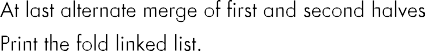 At last alternate merge of first and second halves
Print the fold linked list.